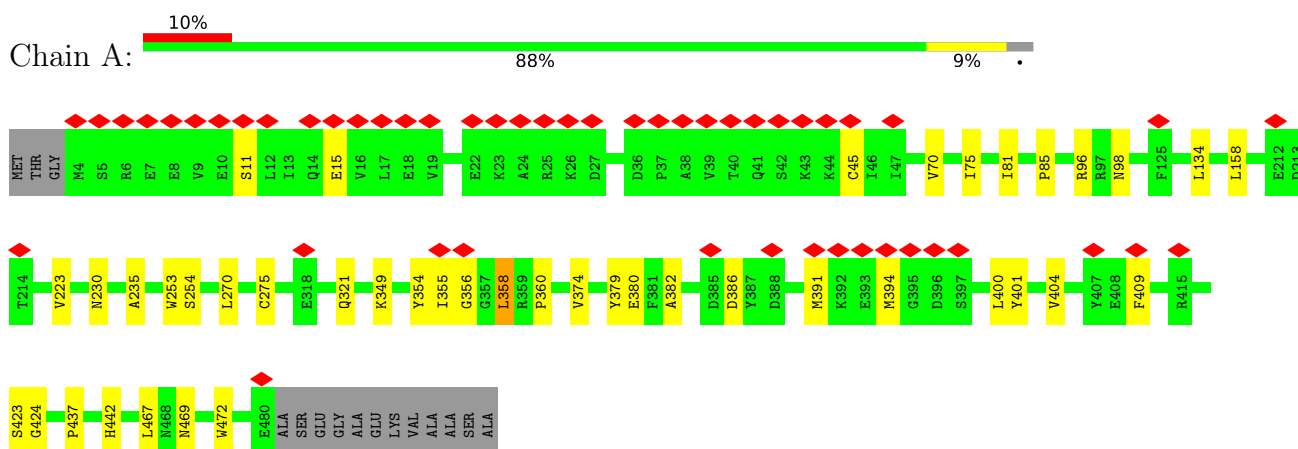 10%
Chain A:
88% 9% •
MET THR GLY M4 S5 R6 E7 E8 V9 E10 S11 L12 I13 Q14 E15 V16 L17 E18 V19 E22 K23 A24 R25 K26 D27 D36 P37 A38 V39 T40 Q41 S42 K43 K44 C45 I46 I47 V70 I75 I81 P85 R96 R97 N98 F125 L134 L158 E212 D213
T214 V223 N230 A235 W253 S254 L270 C275 E318 Q321 K349 Y354 I355 G356 G357 L358 R359 P360 V374 Y379 E380 F381 A382 D385 D386 Y387 D388 M391 K392 E393 M394 G395 D396 S397 L400 Y401 V404 Y407 E408 F409 R415
S423 G424 P437 H442 L467 N468 N469 W472 E480 ALA SER GLU GLY ALA GLU LYS VAL ALA ALA SER ALA